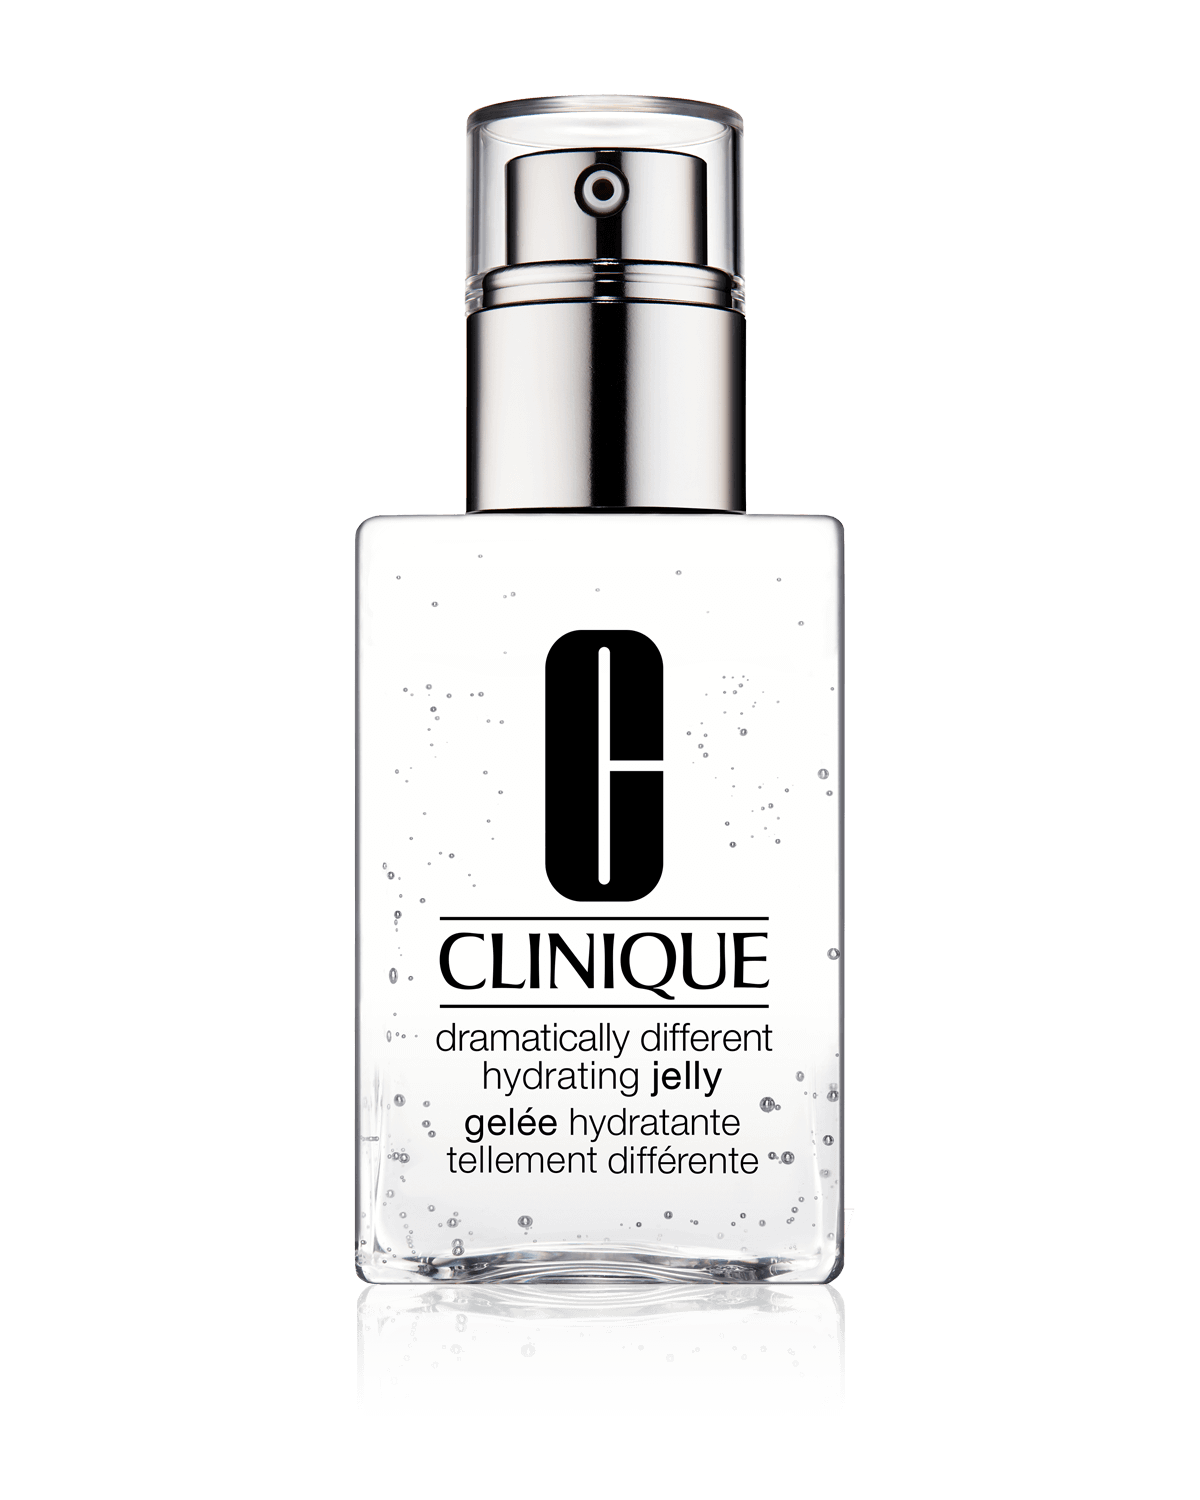 C
CLINIQUE
dramatically different
hydrating jelly
gelée hydratante
tellement différente